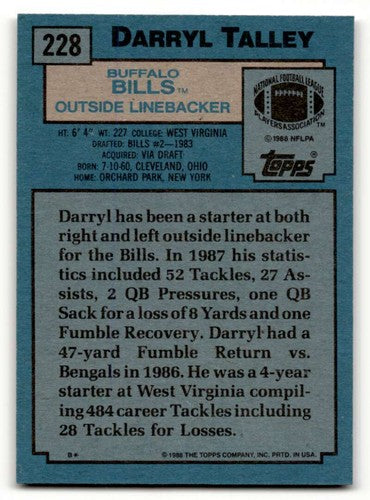 228
DARRYL TALLEY
BUFFALO
BILLS™
OUTSIDE LINEBACKER
NATIONAL FOOTBALL LEAGUE
PLAYERS ASSOCIATION
© 1988 NFLPA
topps®
HT: 6' 4" WT: 227 COLLEGE: WEST VIRGINIA
DRAFTED: BILLS #2—1983
ACQUIRED: VIA DRAFT
BORN: 7-10-60, CLEVELAND, OHIO
HOME: ORCHARD PARK, NEW YORK
Darryl has been a starter at both
right and left outside linebacker
for the Bills. In 1987 his statis-
tics included 52 Tackles, 27 As-
sists, 2 QB Pressures, one QB
Sack for a loss of 8 Yards and one
Fumble Recovery. Darryl had a
47-yard Fumble Return vs.
Bengals in 1986. He was a 4-year
starter at West Virginia compil-
ing 484 career Tackles including
28 Tackles for Losses.
B*
© 1988 THE TOPPS COMPANY, INC. PRTD. IN USA.